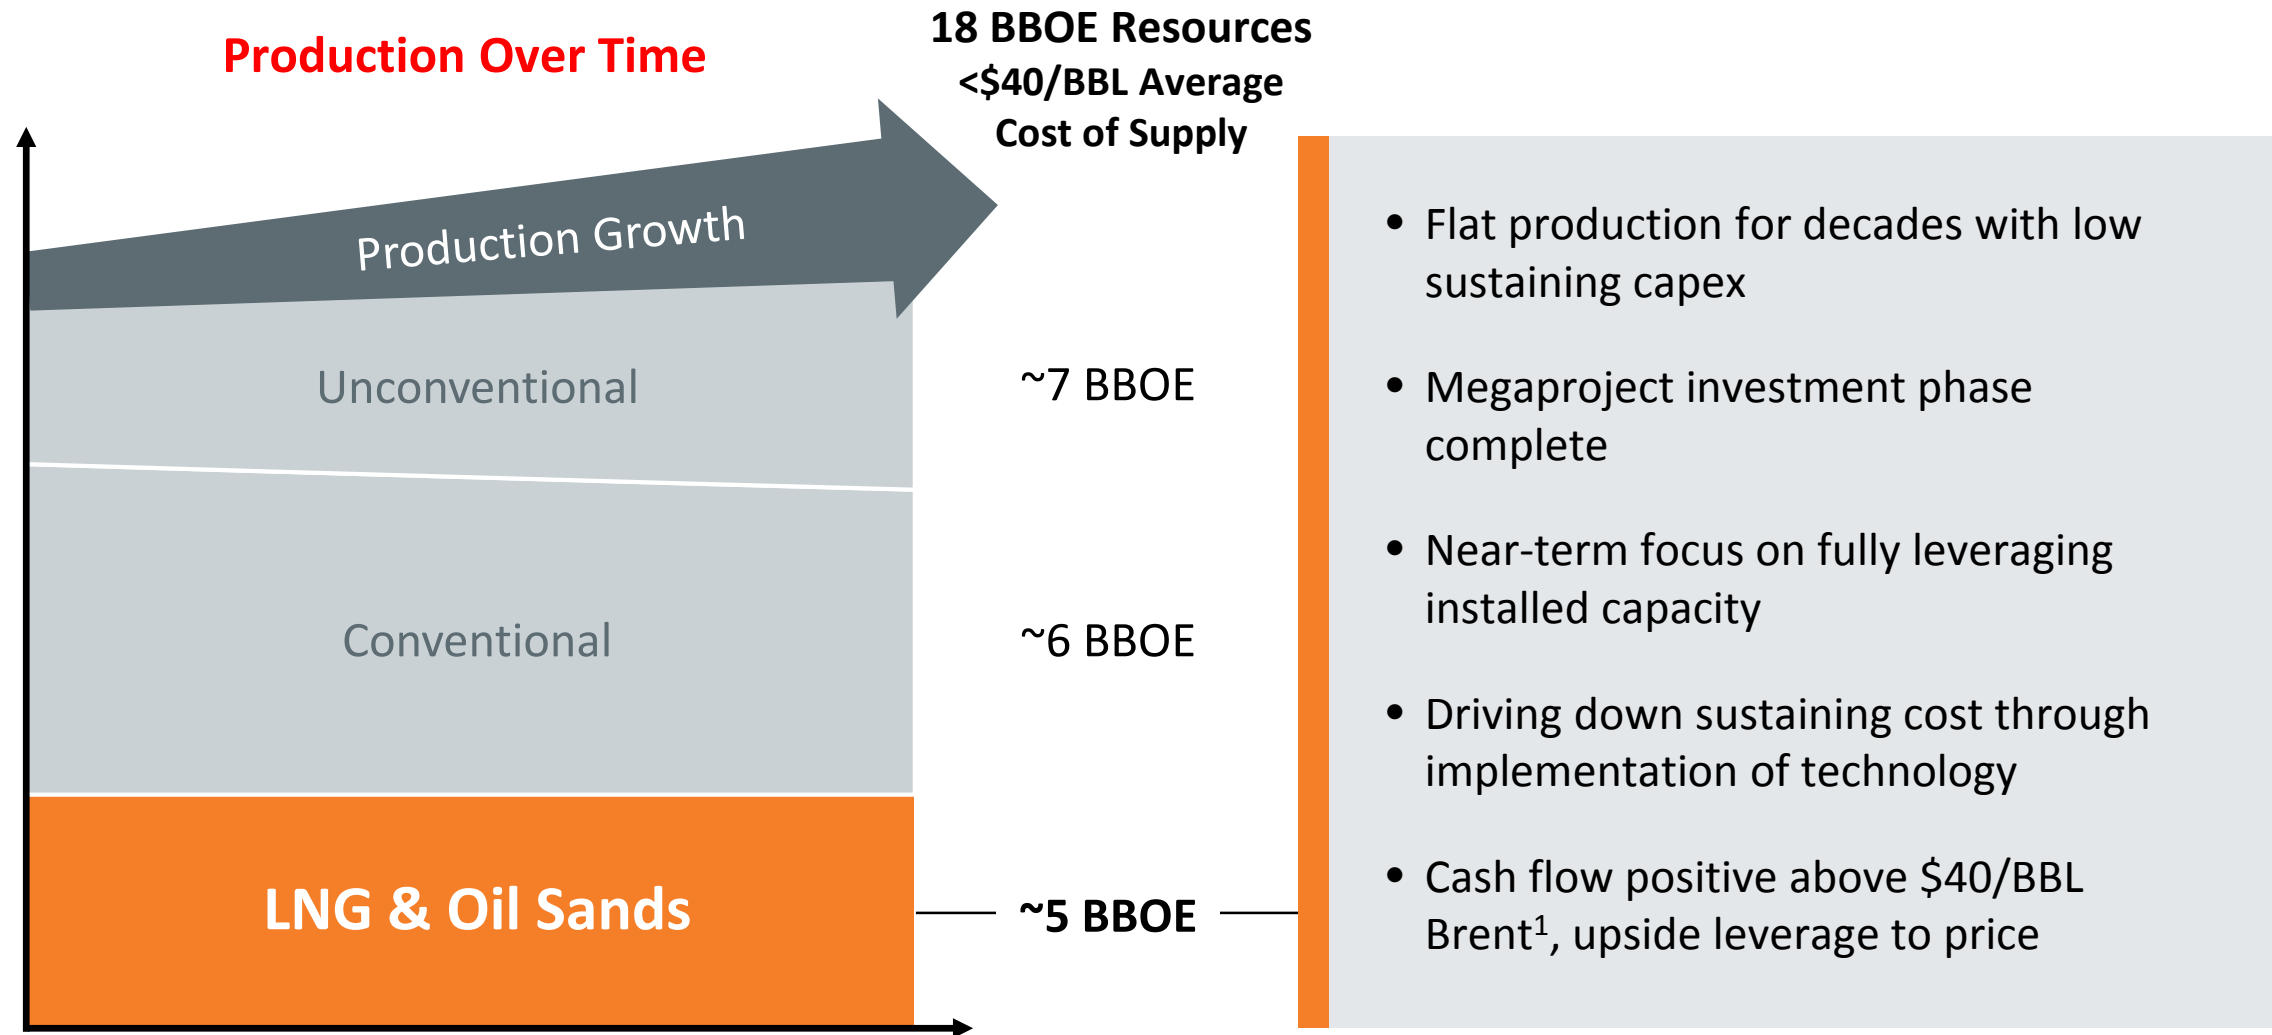 Production Over Time
18 BBOE Resources
<$40/BBL Average
Cost of Supply
Production Growth
Unconventional
~7 BBOE
Conventional
~6 BBOE
LNG & Oil Sands
~5 BBOE
• Flat production for decades with low
sustaining capex
• Megaproject investment phase
complete
• Near-term focus on fully leveraging
installed capacity
• Driving down sustaining cost through
implementation of technology
• Cash flow positive above $40/BBL
Brent¹, upside leverage to price